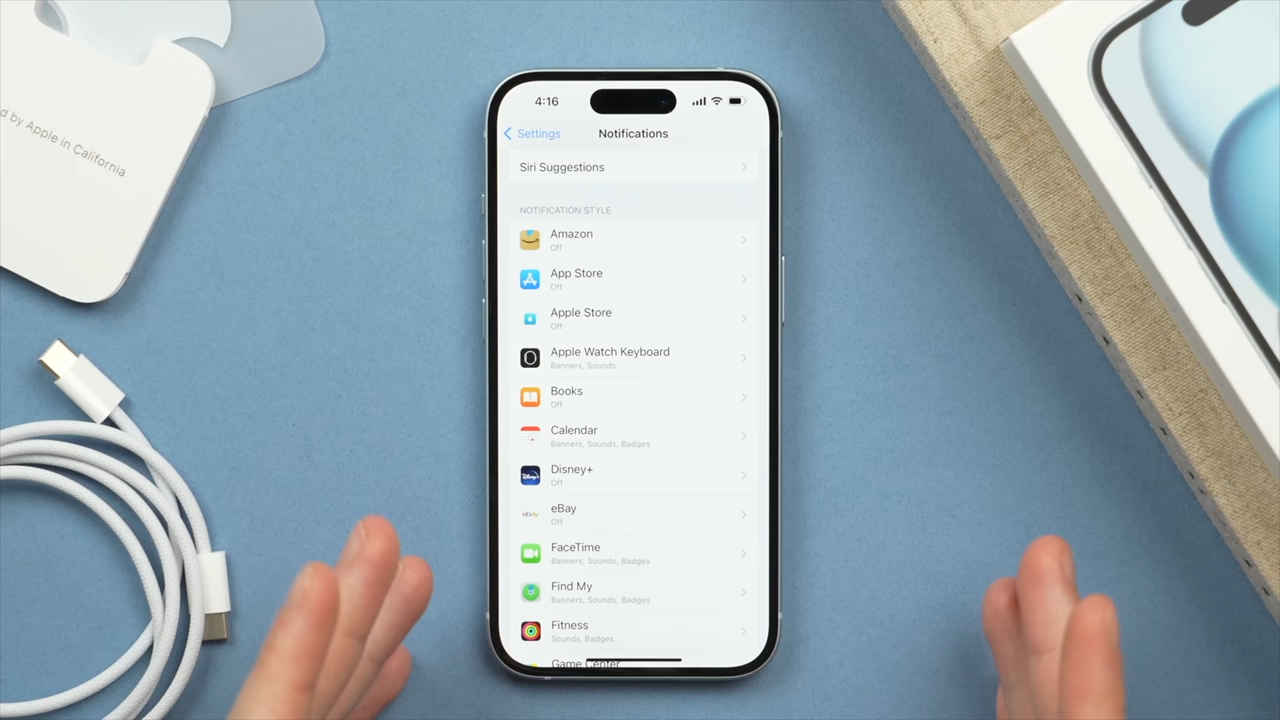 d by Apple in California
4:16
Settings
Notifications
Siri Suggestions
NOTIFICATION STYLE
Amazon
Off
App Store
Off
Apple Store
Off
Apple Watch Keyboard
Banners, Sounds
Books
Off
Calendar
Banners, Sounds, Badges
Disney+
Off
ebay
eBay
Off
FaceTime
Banners, Sounds, Badges
Find My
Banners, Sounds, Badges
Fitness
Sounds, Badges
Game Center